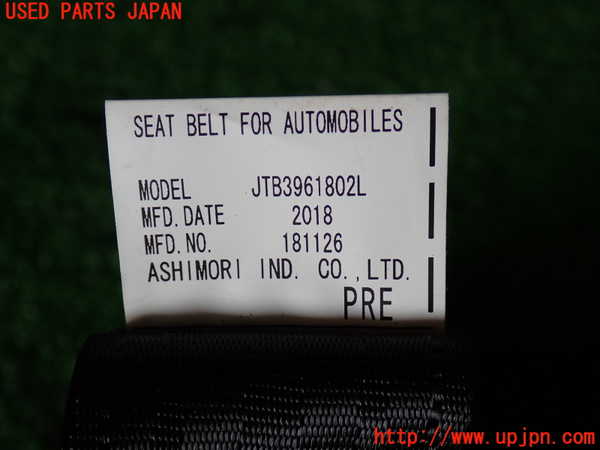 USED PARTS JAPAN
SEAT BELT FOR AUTOMOBILES
MODEL JTB3961802L
MFD. DATE 2018
MFD. NO. 181126
ASHIMORI IND. CO., LTD.
PRE
http://www.upjpn.com/